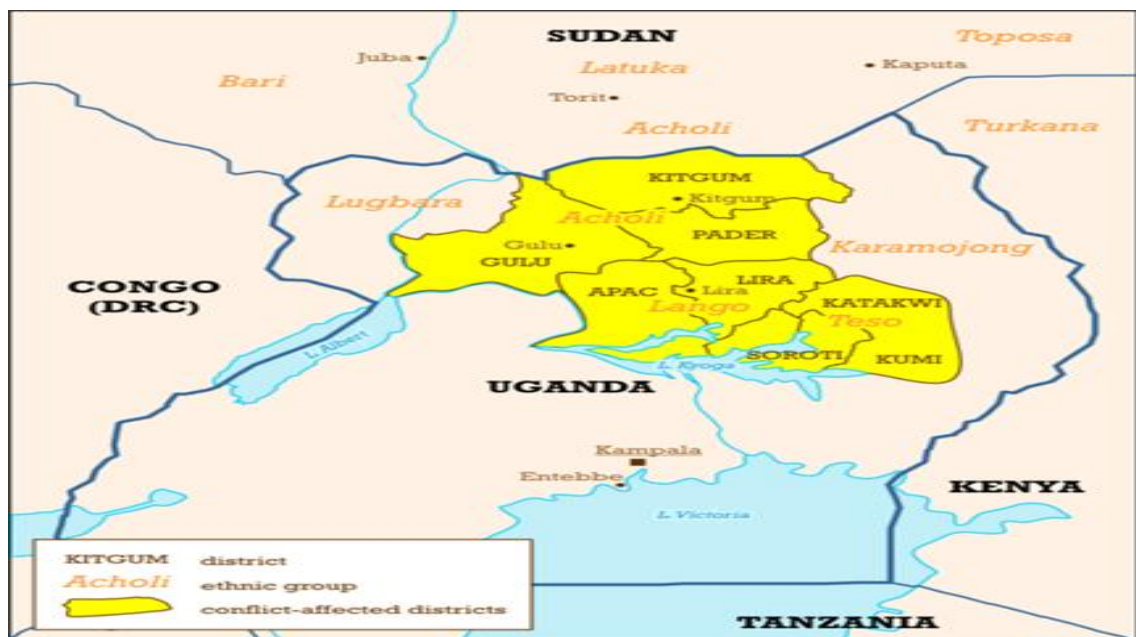 SUDAN
Toposa
Juba
Latuka
Kaputa
Bari
Torit
Acholi
Turkana
KITGUM
Kitgum
Lugbara
Acholi
PADER
Gulu
GULU
Karamojong
CONGO
(DRC)
LIRA
APAC
Lira
Lango
KATAKWI
Teso
L. Albert
SOROTI
KUMI
L. Kyoga
UGANDA
Kampala
Entebbe
KENYA
L. Victoria
KITGUM district
Acholi ethnic group
conflict-affected districts
TANZANIA